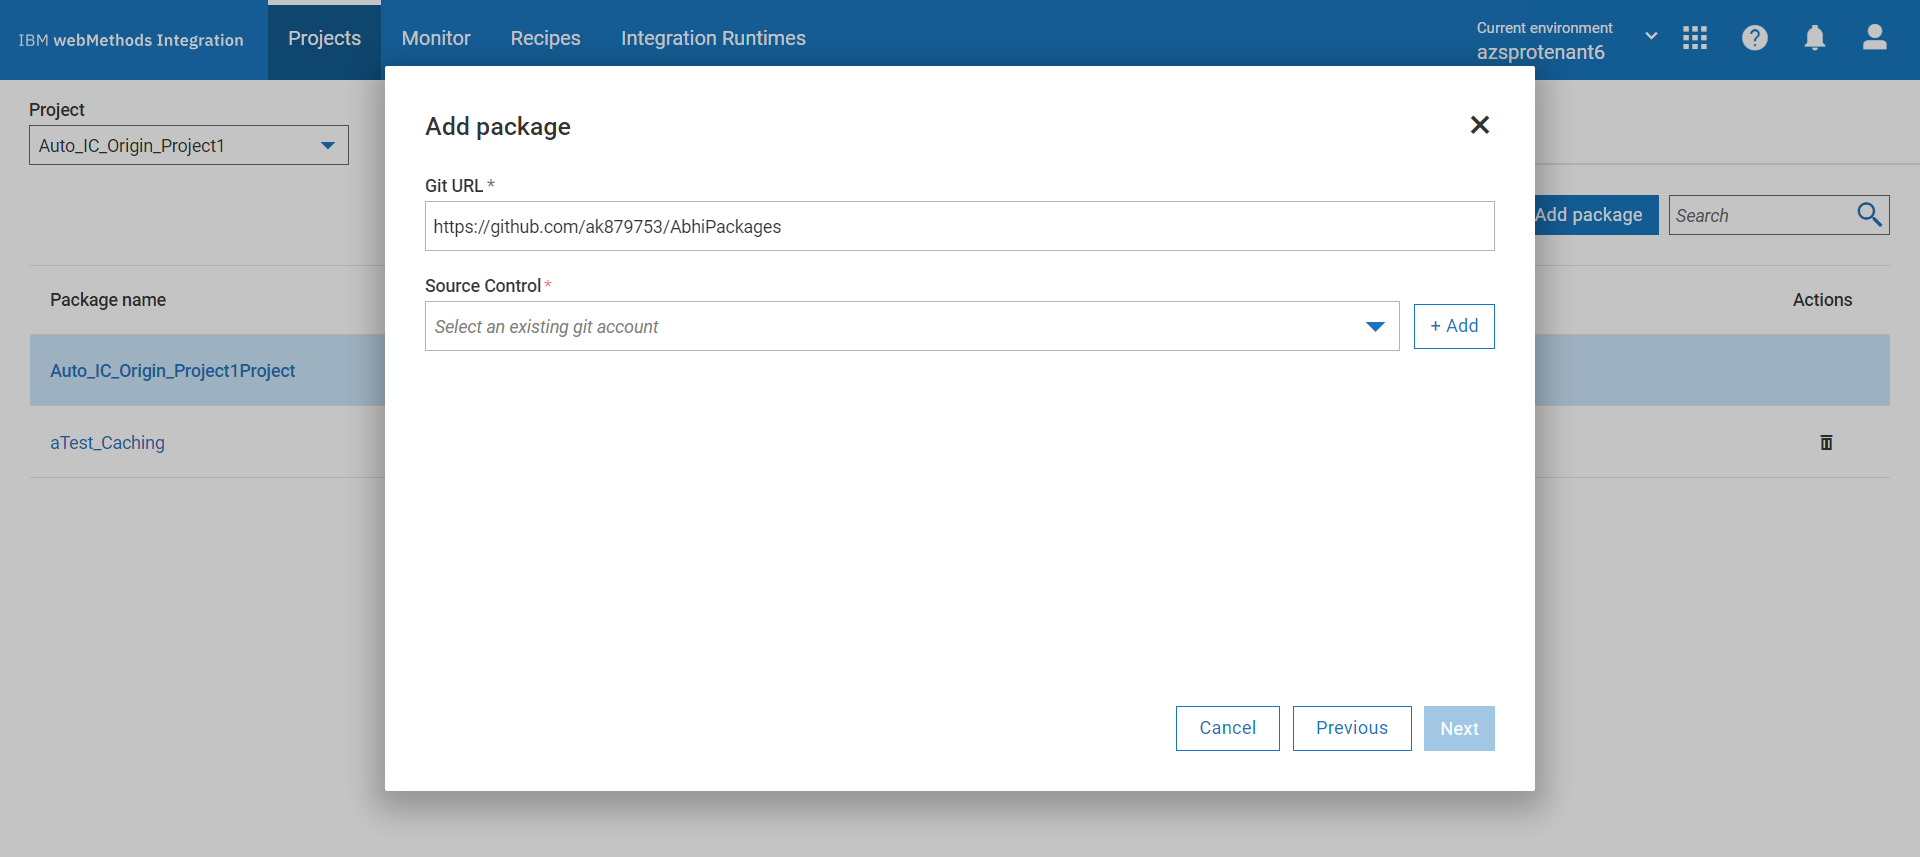 IBM webMethods Integration
Projects
Monitor
Recipes
Integration Runtimes
Current environment
azsprotenant6
Project
Auto_IC_Origin_Project1
Add package
Search
Package name
Actions
Auto_IC_Origin_Project1Project
aTest_Caching
Add package
Git URL *
https://github.com/ak879753/AbhiPackages
Source Control *
Select an existing git account
+ Add
Cancel
Previous
Next